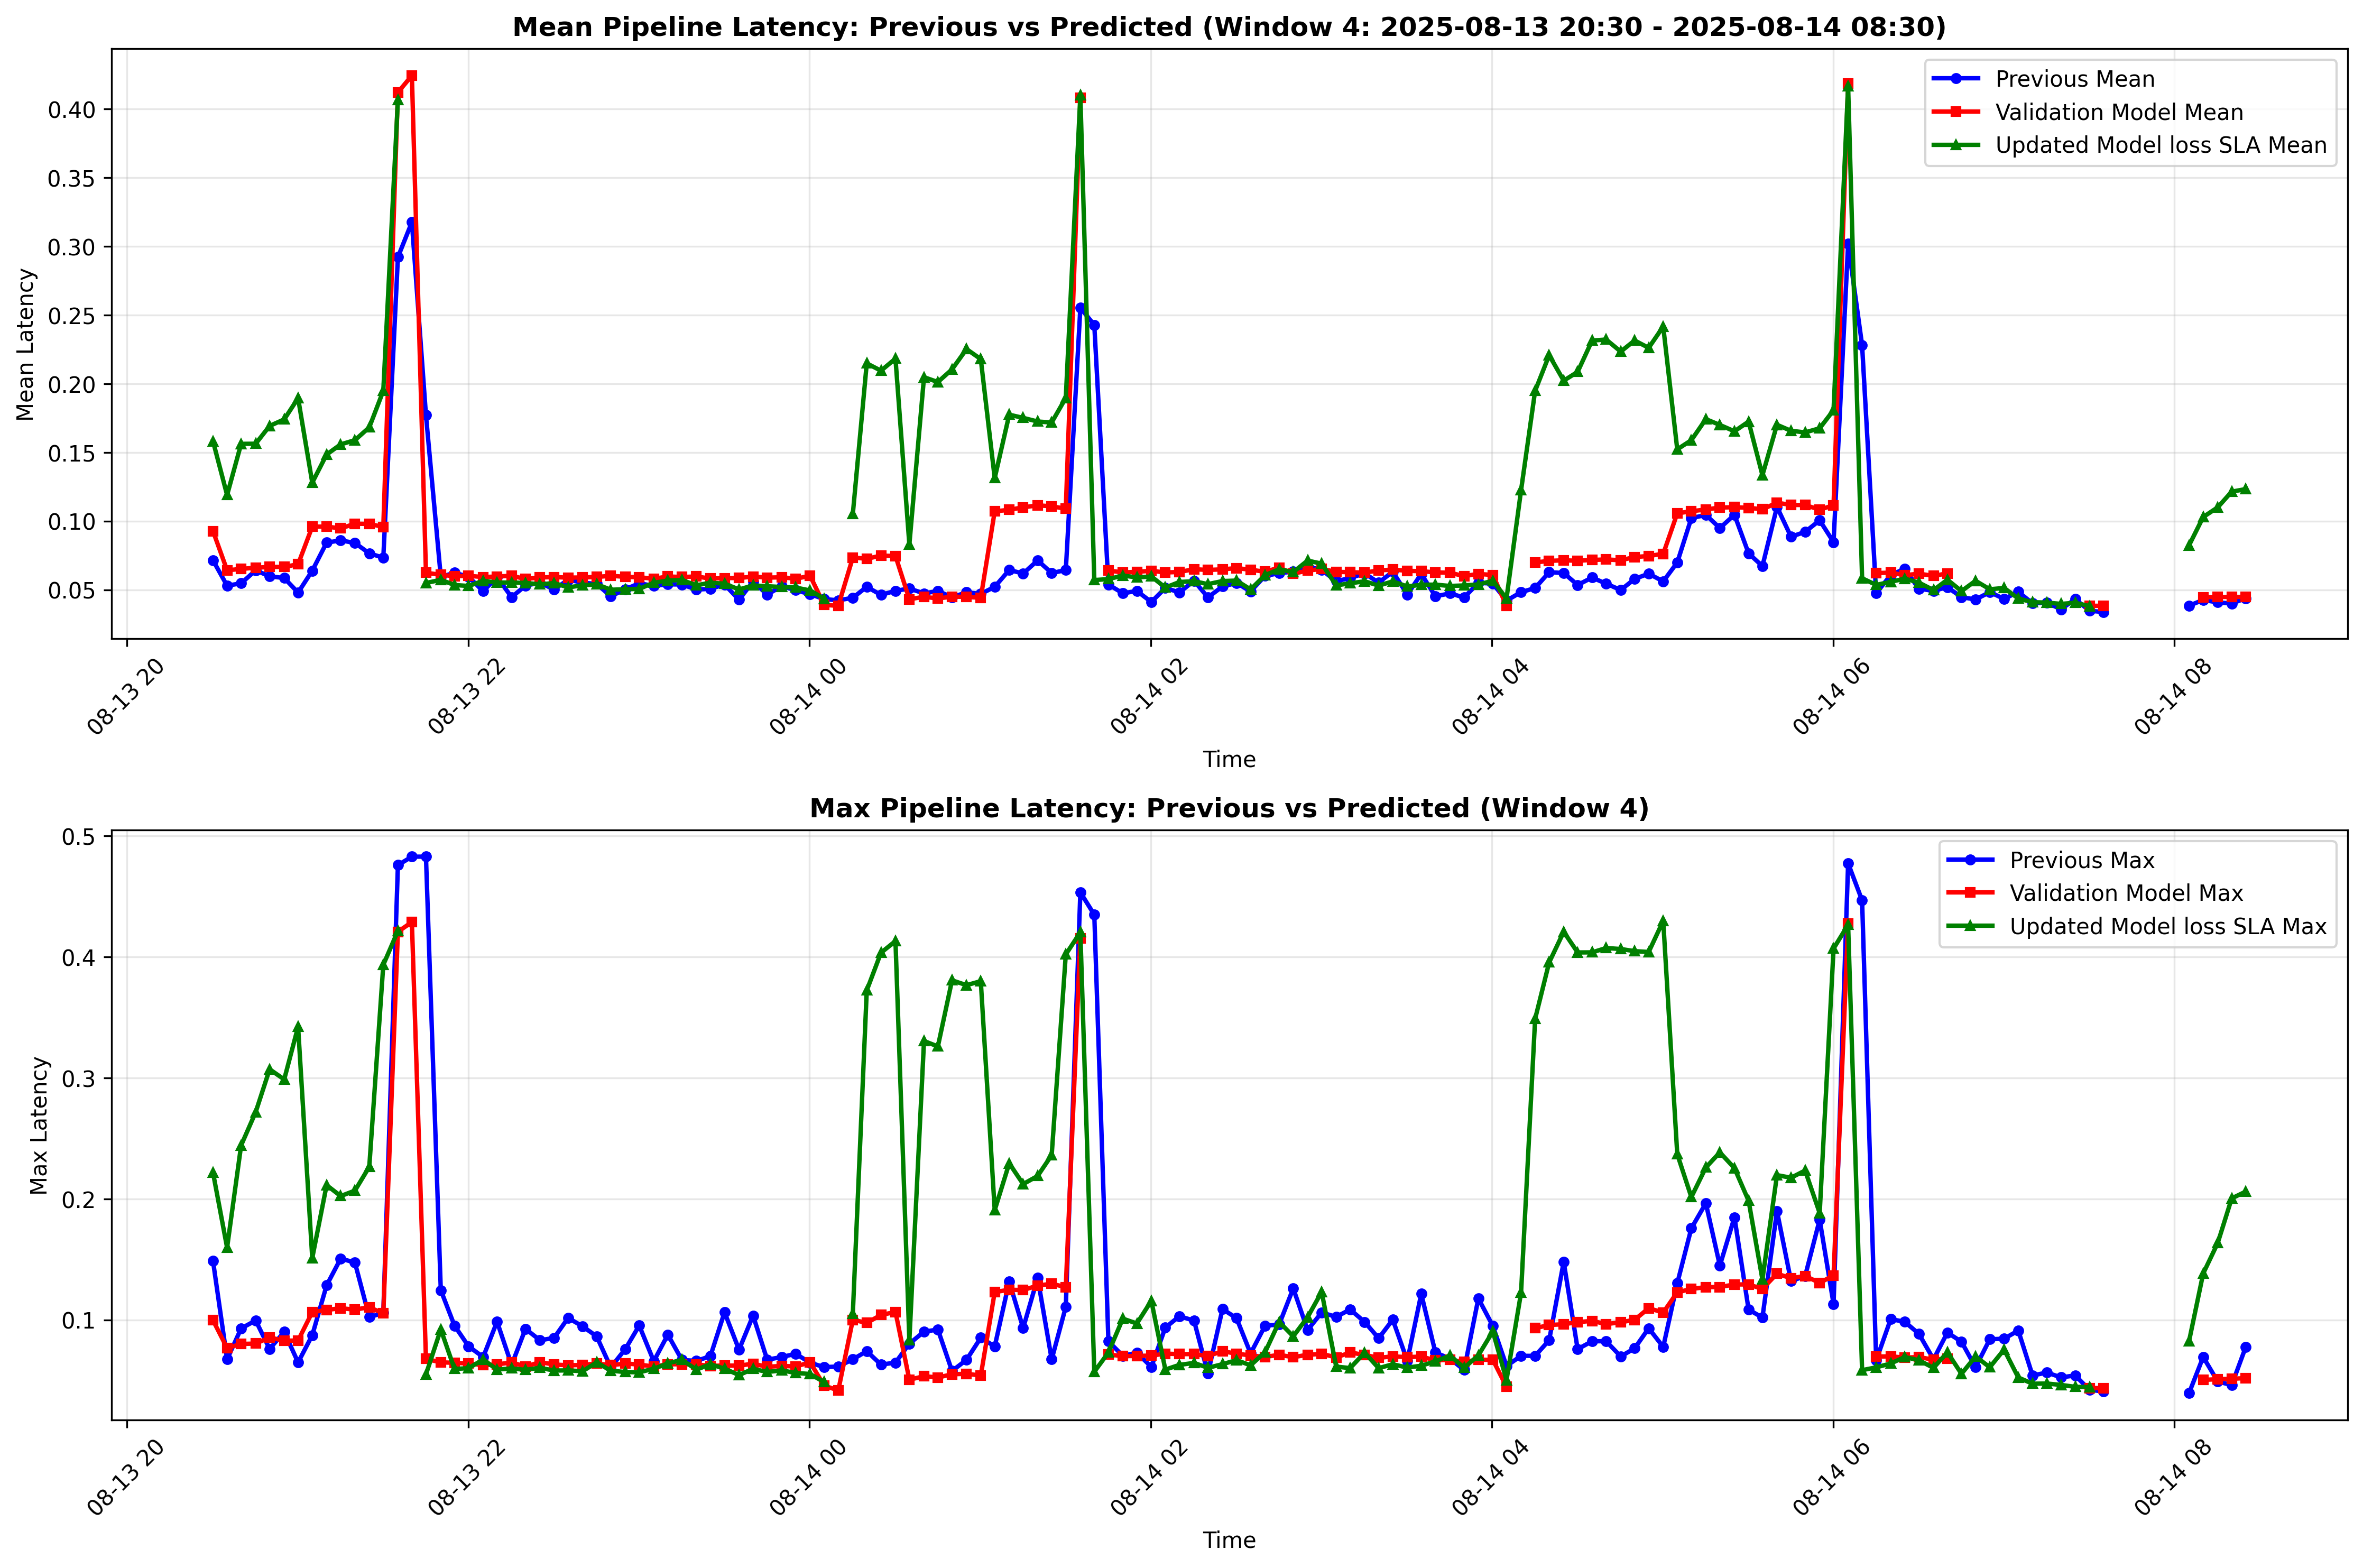 Mean Pipeline Latency: Previous vs Predicted (Window 4: 2025-08-13 20:30 - 2025-08-14 08:30)
Previous Mean
Validation Model Mean
Updated Model loss SLA Mean
Mean Latency
0.40
0.35
0.30
0.25
0.20
0.15
0.10
0.05
08-13 20
08-13 22
08-14 00
08-14 02
08-14 04
08-14 06
08-14 08
Time
Max Pipeline Latency: Previous vs Predicted (Window 4)
Previous Max
Validation Model Max
Updated Model loss SLA Max
Max Latency
0.5
0.4
0.3
0.2
0.1
08-13 20
08-13 22
08-14 00
08-14 02
08-14 04
08-14 06
08-14 08
Time